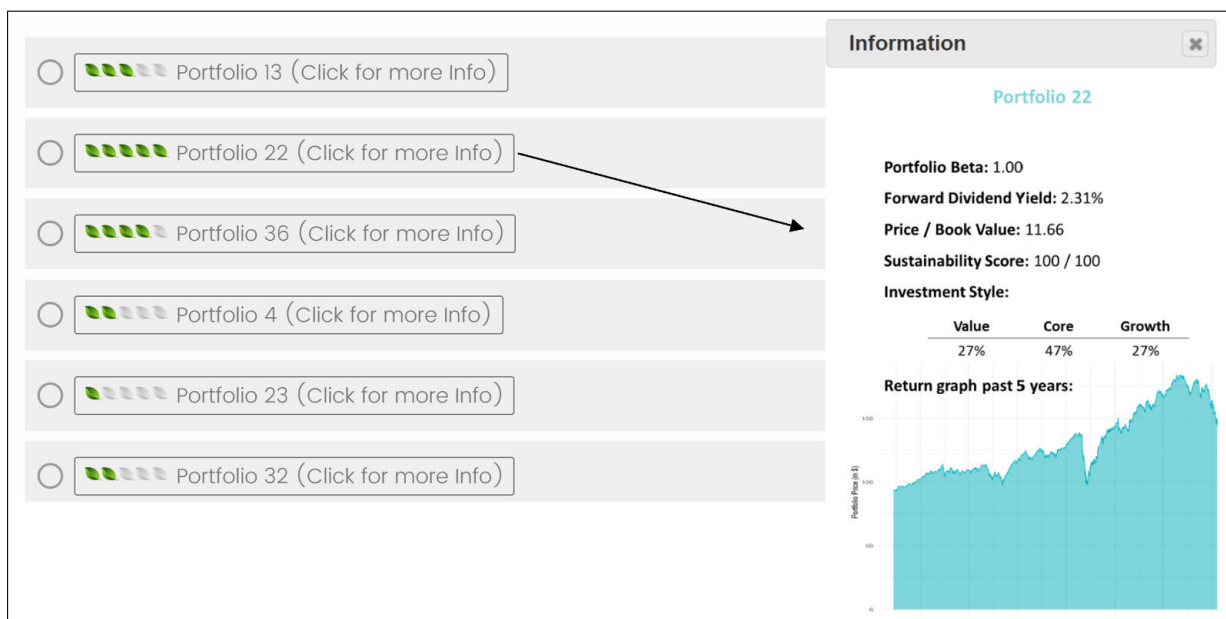 Portfolio 13 (Click for more Info)
Portfolio 22 (Click for more Info)
Portfolio 36 (Click for more Info)
Portfolio 4 (Click for more Info)
Portfolio 23 (Click for more Info)
Portfolio 32 (Click for more Info)
Information
Portfolio 22
Portfolio Beta: 1.00
Forward Dividend Yield: 2.31%
Price / Book Value: 11.66
Sustainability Score: 100 / 100
Investment Style:
Value Core Growth
27% 47% 27%
Return graph past 5 years:
150
100
50
0
Portfolio Price (in $)